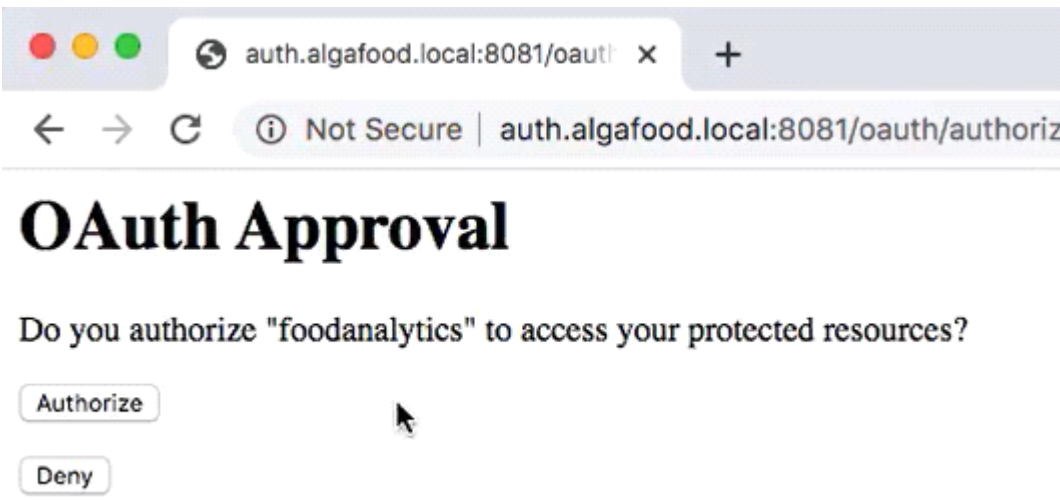 auth.algafood.local:8081/oauth
Not Secure | auth.algafood.local:8081/oauth/authoriz
OAuth Approval
Do you authorize "foodanalytics" to access your protected resources?
Authorize
Deny